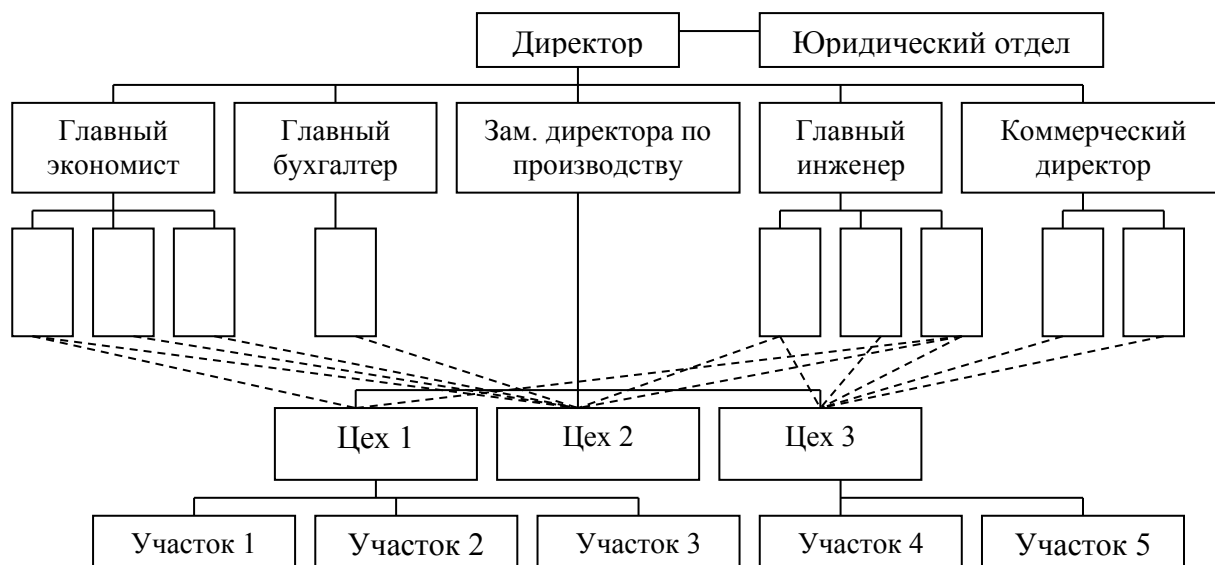 Директор
Юридический отдел
Главный
экономист
Главный
бухгалтер
Зам. директора по
производству
Главный
инженер
Коммерческий
директор
Цех 1
Цех 2
Цех 3
Участок 1
Участок 2
Участок 3
Участок 4
Участок 5